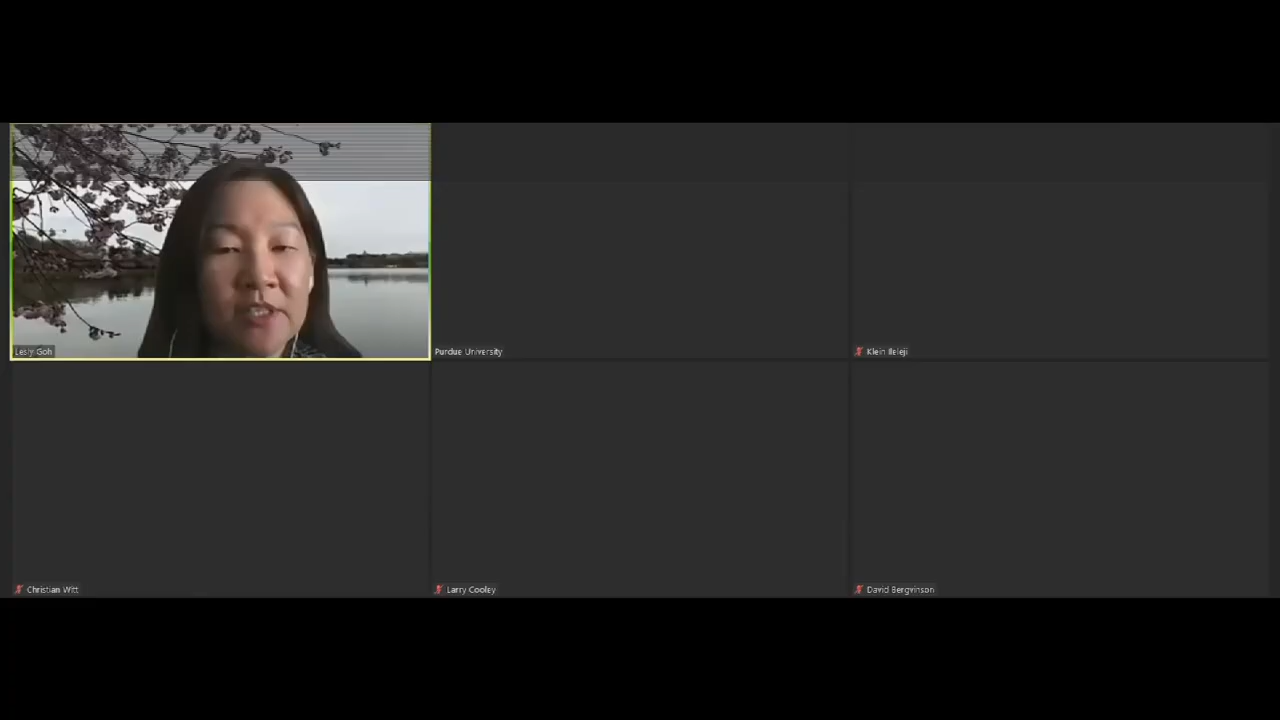 Lesly Goh
Purdue University
Klein Ileleji
Christian Witt
Larry Cooley
David Bergvinson